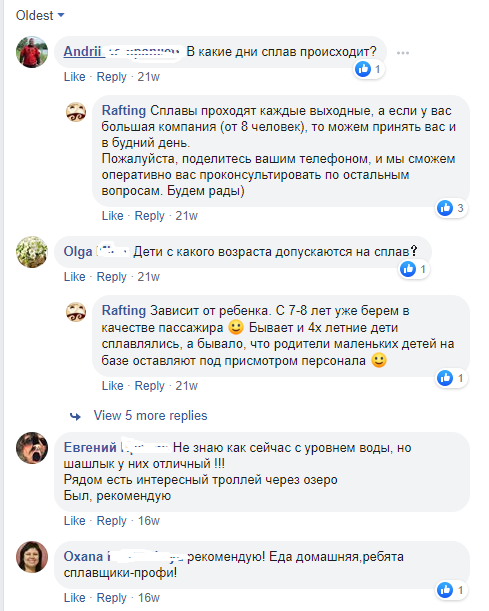 Oldest
Andrii В какие дни сплав происходит?
1
Like · Reply · 21w
Rafting Сплавы проходят каждые выходные, а если у вас
большая компания (от 8 человек), то можем принять вас и
в будний день.
Пожалуйста, поделитесь вашим телефоном, и мы сможем
оперативно вас проконсультировать по остальным
вопросам. Будем рады)
3
Like · Reply · 21w
Olga Дети с какого возраста допускаются на сплав?
1
Like · Reply · 21w
Rafting Зависит от ребенка. С 7-8 лет уже берем в
качестве пассажира 🙂 Бывает и 4х летние дети
сплавлялись, а бывало, что родители маленьких детей на
базе оставляют под присмотром персонала 🙂
1
Like · Reply · 21w
View 5 more replies
Евгений Не знаю как сейчас с уровнем воды, но
шашлык у них отличный !!!
Рядом есть интересный троллей через озеро
Был, рекомендую
Like · Reply · 16w
Oxana рекомендую! Еда домашняя,ребята
сплавщики-профи!
1
Like · Reply · 16w